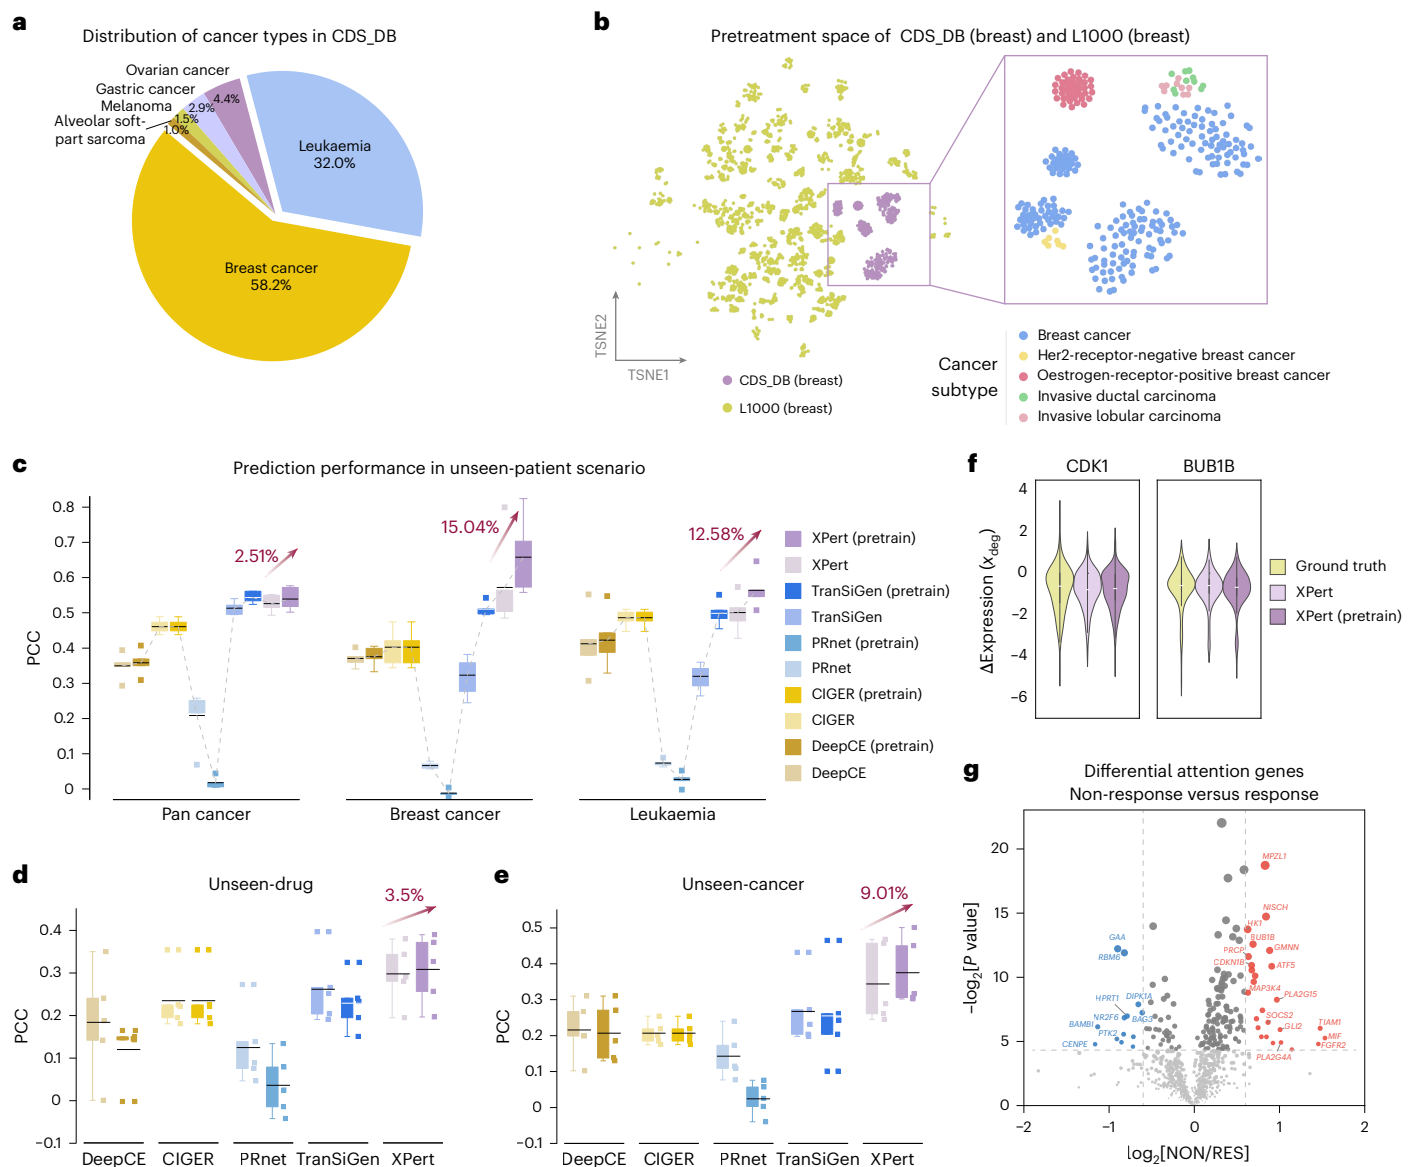 a
Distribution of cancer types in CDS_DB
Ovarian cancer
Gastric cancer
Melanoma
Alveolar soft-
part sarcoma
4.4%
2.9%
1.5%
1.0%
Leukaemia
32.0%
Breast cancer
58.2%
b
Pretreatment space of CDS_DB (breast) and L1000 (breast)
TSNE2
TSNE1
CDS_DB (breast)
L1000 (breast)
Cancer
subtype
Breast cancer
Her2-receptor-negative breast cancer
Oestrogen-receptor-positive breast cancer
Invasive ductal carcinoma
Invasive lobular carcinoma
c
Prediction performance in unseen-patient scenario
PCC
0.8
0.7
0.6
0.5
0.4
0.3
0.2
0.1
0
2.51%
15.04%
12.58%
Pan cancer
Breast cancer
Leukaemia
XPert (pretrain)
XPert
TranSiGen (pretrain)
TranSiGen
PRnet (pretrain)
PRnet
CIGER (pretrain)
CIGER
DeepCE (pretrain)
DeepCE
f
CDK1
BUB1B
ΔExpression (x_deg)
4
2
0
−2
−4
−6
Ground truth
XPert
XPert (pretrain)
d
Unseen-drug
3.5%
PCC
0.4
0.3
0.2
0.1
0
−0.1
DeepCE
CIGER
PRnet
TranSiGen
XPert
e
Unseen-cancer
9.01%
PCC
0.5
0.4
0.3
0.2
0.1
0
−0.1
DeepCE
CIGER
PRnet
TranSiGen
XPert
g
Differential attention genes
Non-response versus response
−log₂[P value]
20
15
10
5
0
MPZL1
NISCH
HK1
BUB1B
PRCP
GMNN
CDKN1B
ATF5
MAP3K4
PLA2G15
SOCS2
GLI2
TIAM1
MIF
FGFR2
PLA2G4A
GAA
RBM6
HPRT1
DIPK1A
NR2F6
BAG3
BAMBI
PTK2
CENPE
−2
−1
0
1
2
log₂[NON/RES]